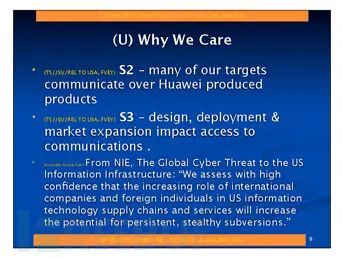 (U) Why We Care
(TS//SI//REL TO USA, FVEY) S2 – many of our targets
communicate over Huawei produced
products
(TS//SI//REL TO USA, FVEY) S3 – design, deployment &
market expansion impact access to
communications .
From NIE, The Global Cyber Threat to the US
Information Infrastructure: “We assess with high
confidence that the increasing role of international
companies and foreign individuals in US information
technology supply chains and services will increase
the potential for persistent, stealthy subversions.”
9